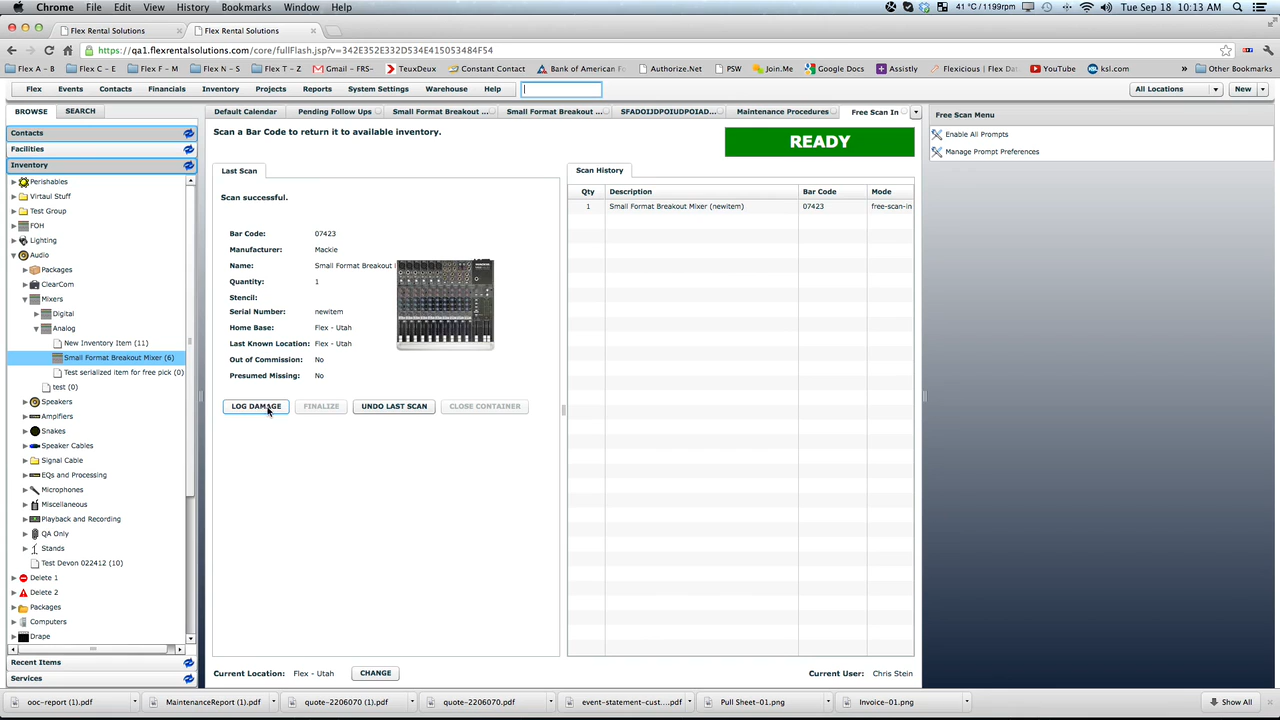 Chrome File Edit View History Bookmarks Window Help 41 °C / 1199rpm Tue Sep 18 10:13 AM
Flex Rental Solutions Flex Rental Solutions
https://qa1.flexrentalsolutions.com/core/fullFlash.jsp?v=342E352E332D534E415053484F54
Flex A - B Flex C - E Flex F - M Flex N - S Flex T - Z Gmail - FRS- TeuxDeux Constant Contact Bank of American F Authorize.Net PSW Join.Me Google Docs Assistly Flexicious | Flex Da YouTube ksl.com » Other Bookmarks
Flex Events Contacts Financials Inventory Projects Reports System Settings Warehouse Help All Locations New
BROWSE SEARCH Default Calendar Pending Follow Ups Small Format Breakout ... Small Format Breakout ... SFADOIJDPOIUDPOIAD... Maintenance Procedures Free Scan In Free Scan Menu
Scan a Bar Code to return it to available inventory.
READY
Enable All Prompts
Manage Prompt Preferences
Contacts
Facilities
Inventory
Perishables
Virtaul Stuff
Test Group
FOH
Lighting
Audio
Packages
ClearCom
Mixers
Digital
Analog
New Inventory Item (11)
Small Format Breakout Mixer (6)
Test serialized item for free pick (0)
test (0)
Speakers
Amplifiers
Snakes
Speaker Cables
Signal Cable
EQs and Processing
Microphones
Miscellaneous
Playback and Recording
QA Only
Stands
Test Devon 022412 (10)
Delete 1
Delete 2
Packages
Computers
Drape
Recent Items
Services
Last Scan
Scan successful.
Bar Code: 07423
Manufacturer: Mackie
Name: Small Format Breakout
Quantity: 1
Stencil:
Serial Number: newitem
Home Base: Flex - Utah
Last Known Location: Flex - Utah
Out of Commission: No
Presumed Missing: No
LOG DAMAGE FINALIZE UNDO LAST SCAN CLOSE CONTAINER
Scan History
Qty Description Bar Code Mode
1 Small Format Breakout Mixer (newitem) 07423 free-scan-in
Current Location: Flex - Utah CHANGE Current User: Chris Stein
ooc-report (1).pdf MaintenanceReport (1).pdf quote-2206070 (1).pdf quote-2206070.pdf event-statement-cust....pdf Pull Sheet-01.png Invoice-01.png Show All